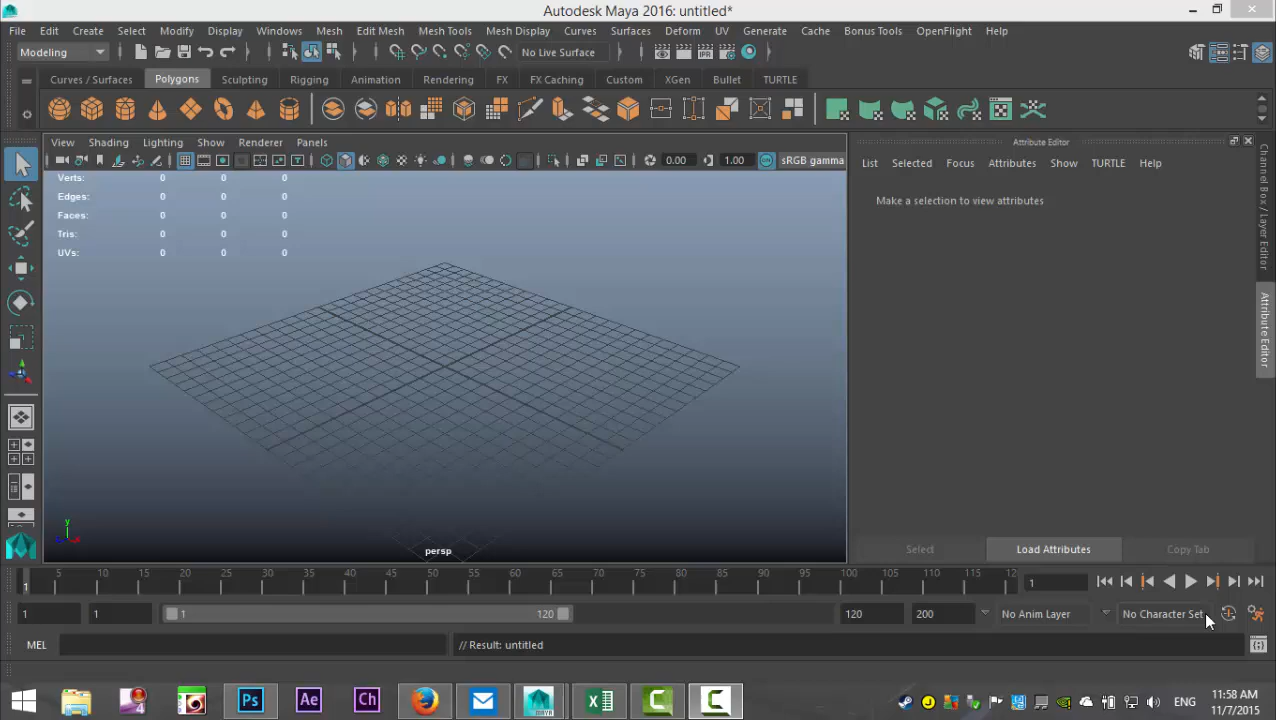 Autodesk Maya 2016: untitled*
File Edit Create Select Modify Display Windows Mesh Edit Mesh Mesh Tools Mesh Display Curves Surfaces Deform UV Generate Cache Bonus Tools OpenFlight Help
Modeling No Live Surface
Curves / Surfaces Polygons Sculpting Rigging Animation Rendering FX FX Caching Custom XGen Bullet TURTLE
View Shading Lighting Show Renderer Panels
0.00 1.00 sRGB gamma
Verts: 0 0 0
Edges: 0 0 0
Faces: 0 0 0
Tris: 0 0 0
UVs: 0 0 0
y
persp
Attribute Editor
List Selected Focus Attributes Show TURTLE Help
Make a selection to view attributes
Select Load Attributes Copy Tab
Channel Box / Layer Editor
Attribute Editor
1 5 10 15 20 25 30 35 40 45 50 55 60 65 70 75 80 85 90 95 100 105 110 115 12 1
1 1 1 120 120 200 No Anim Layer No Character Set
MEL // Result: untitled
Ps Ae Ch MAYA ENG 11:58 AM
11/7/2015